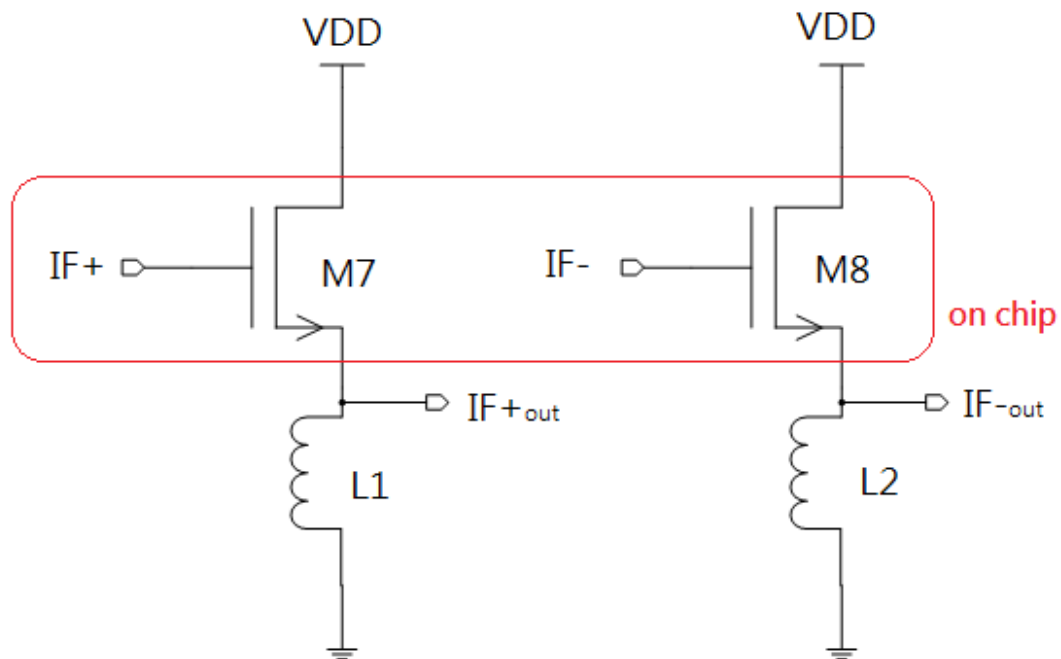 VDD
VDD
IF+
M7
IF-
M8
on chip
IF+out
IF-out
L1
L2